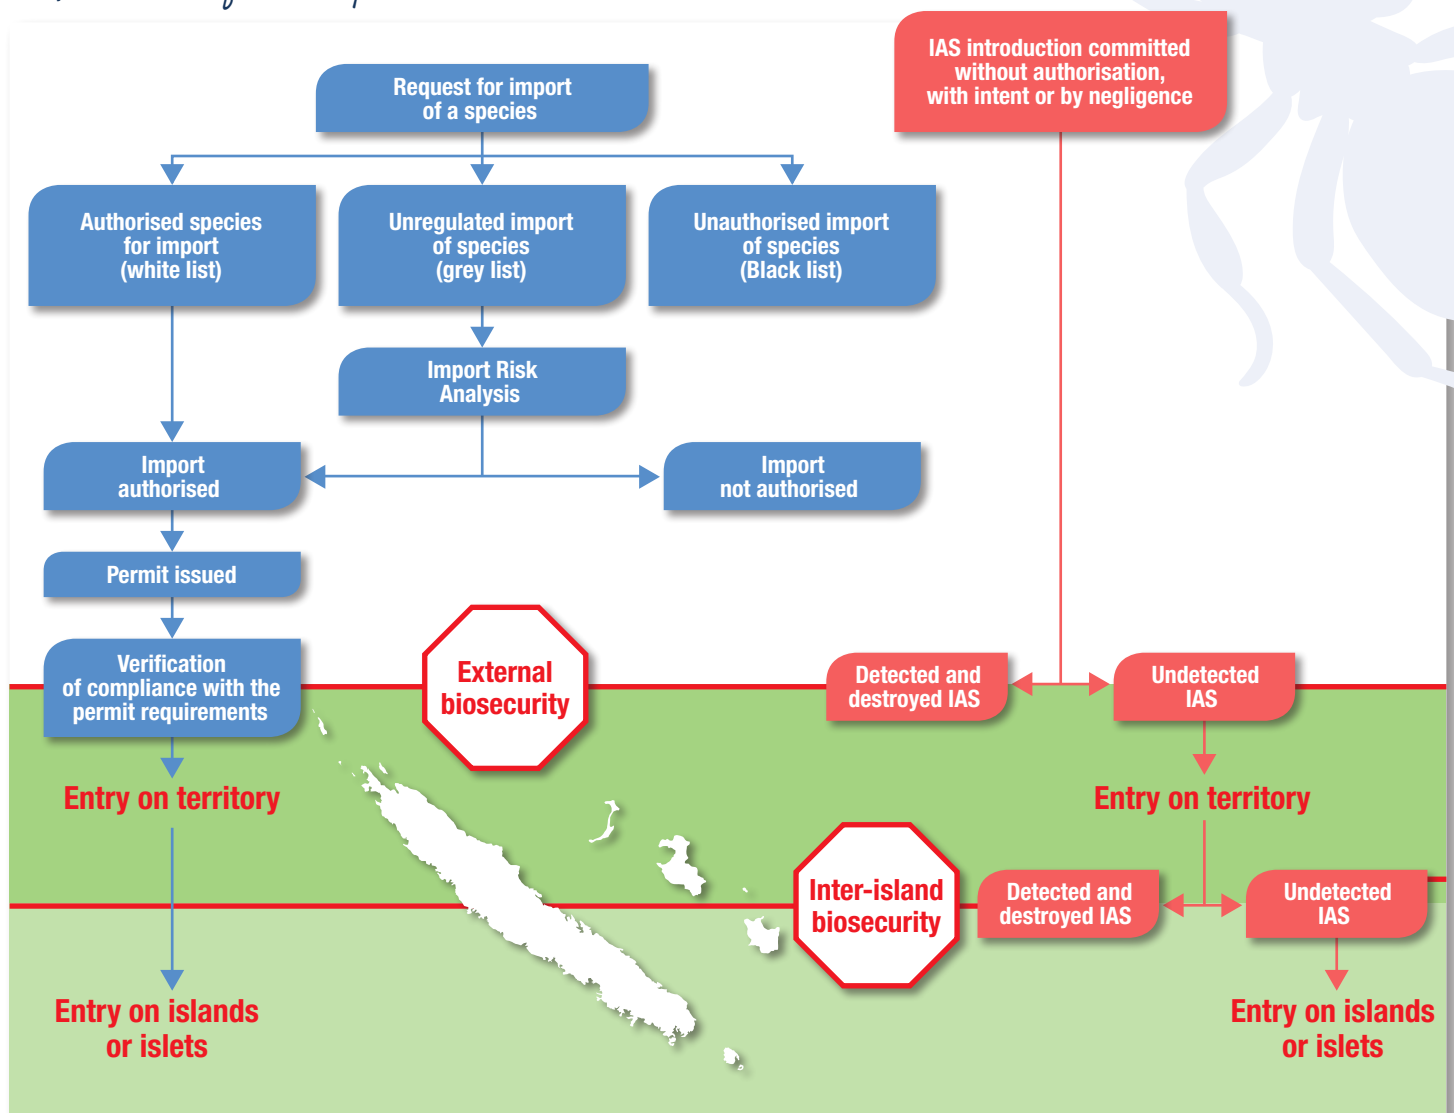 IAS introduction committed
without authorisation,
with intent or by negligence
Request for import
of a species
Authorised species
for import
(white list)
Unregulated import
of species
(grey list)
Unauthorised import
of species
(Black list)
Import Risk
Analysis
Import
authorised
Import
not authorised
Permit issued
Verification
of compliance with the
permit requirements
External
biosecurity
Detected and
destroyed IAS
Undetected
IAS
Entry on territory
Entry on territory
Inter-island
biosecurity
Detected and
destroyed IAS
Undetected
IAS
Entry on islands
or islets
Entry on islands
or islets